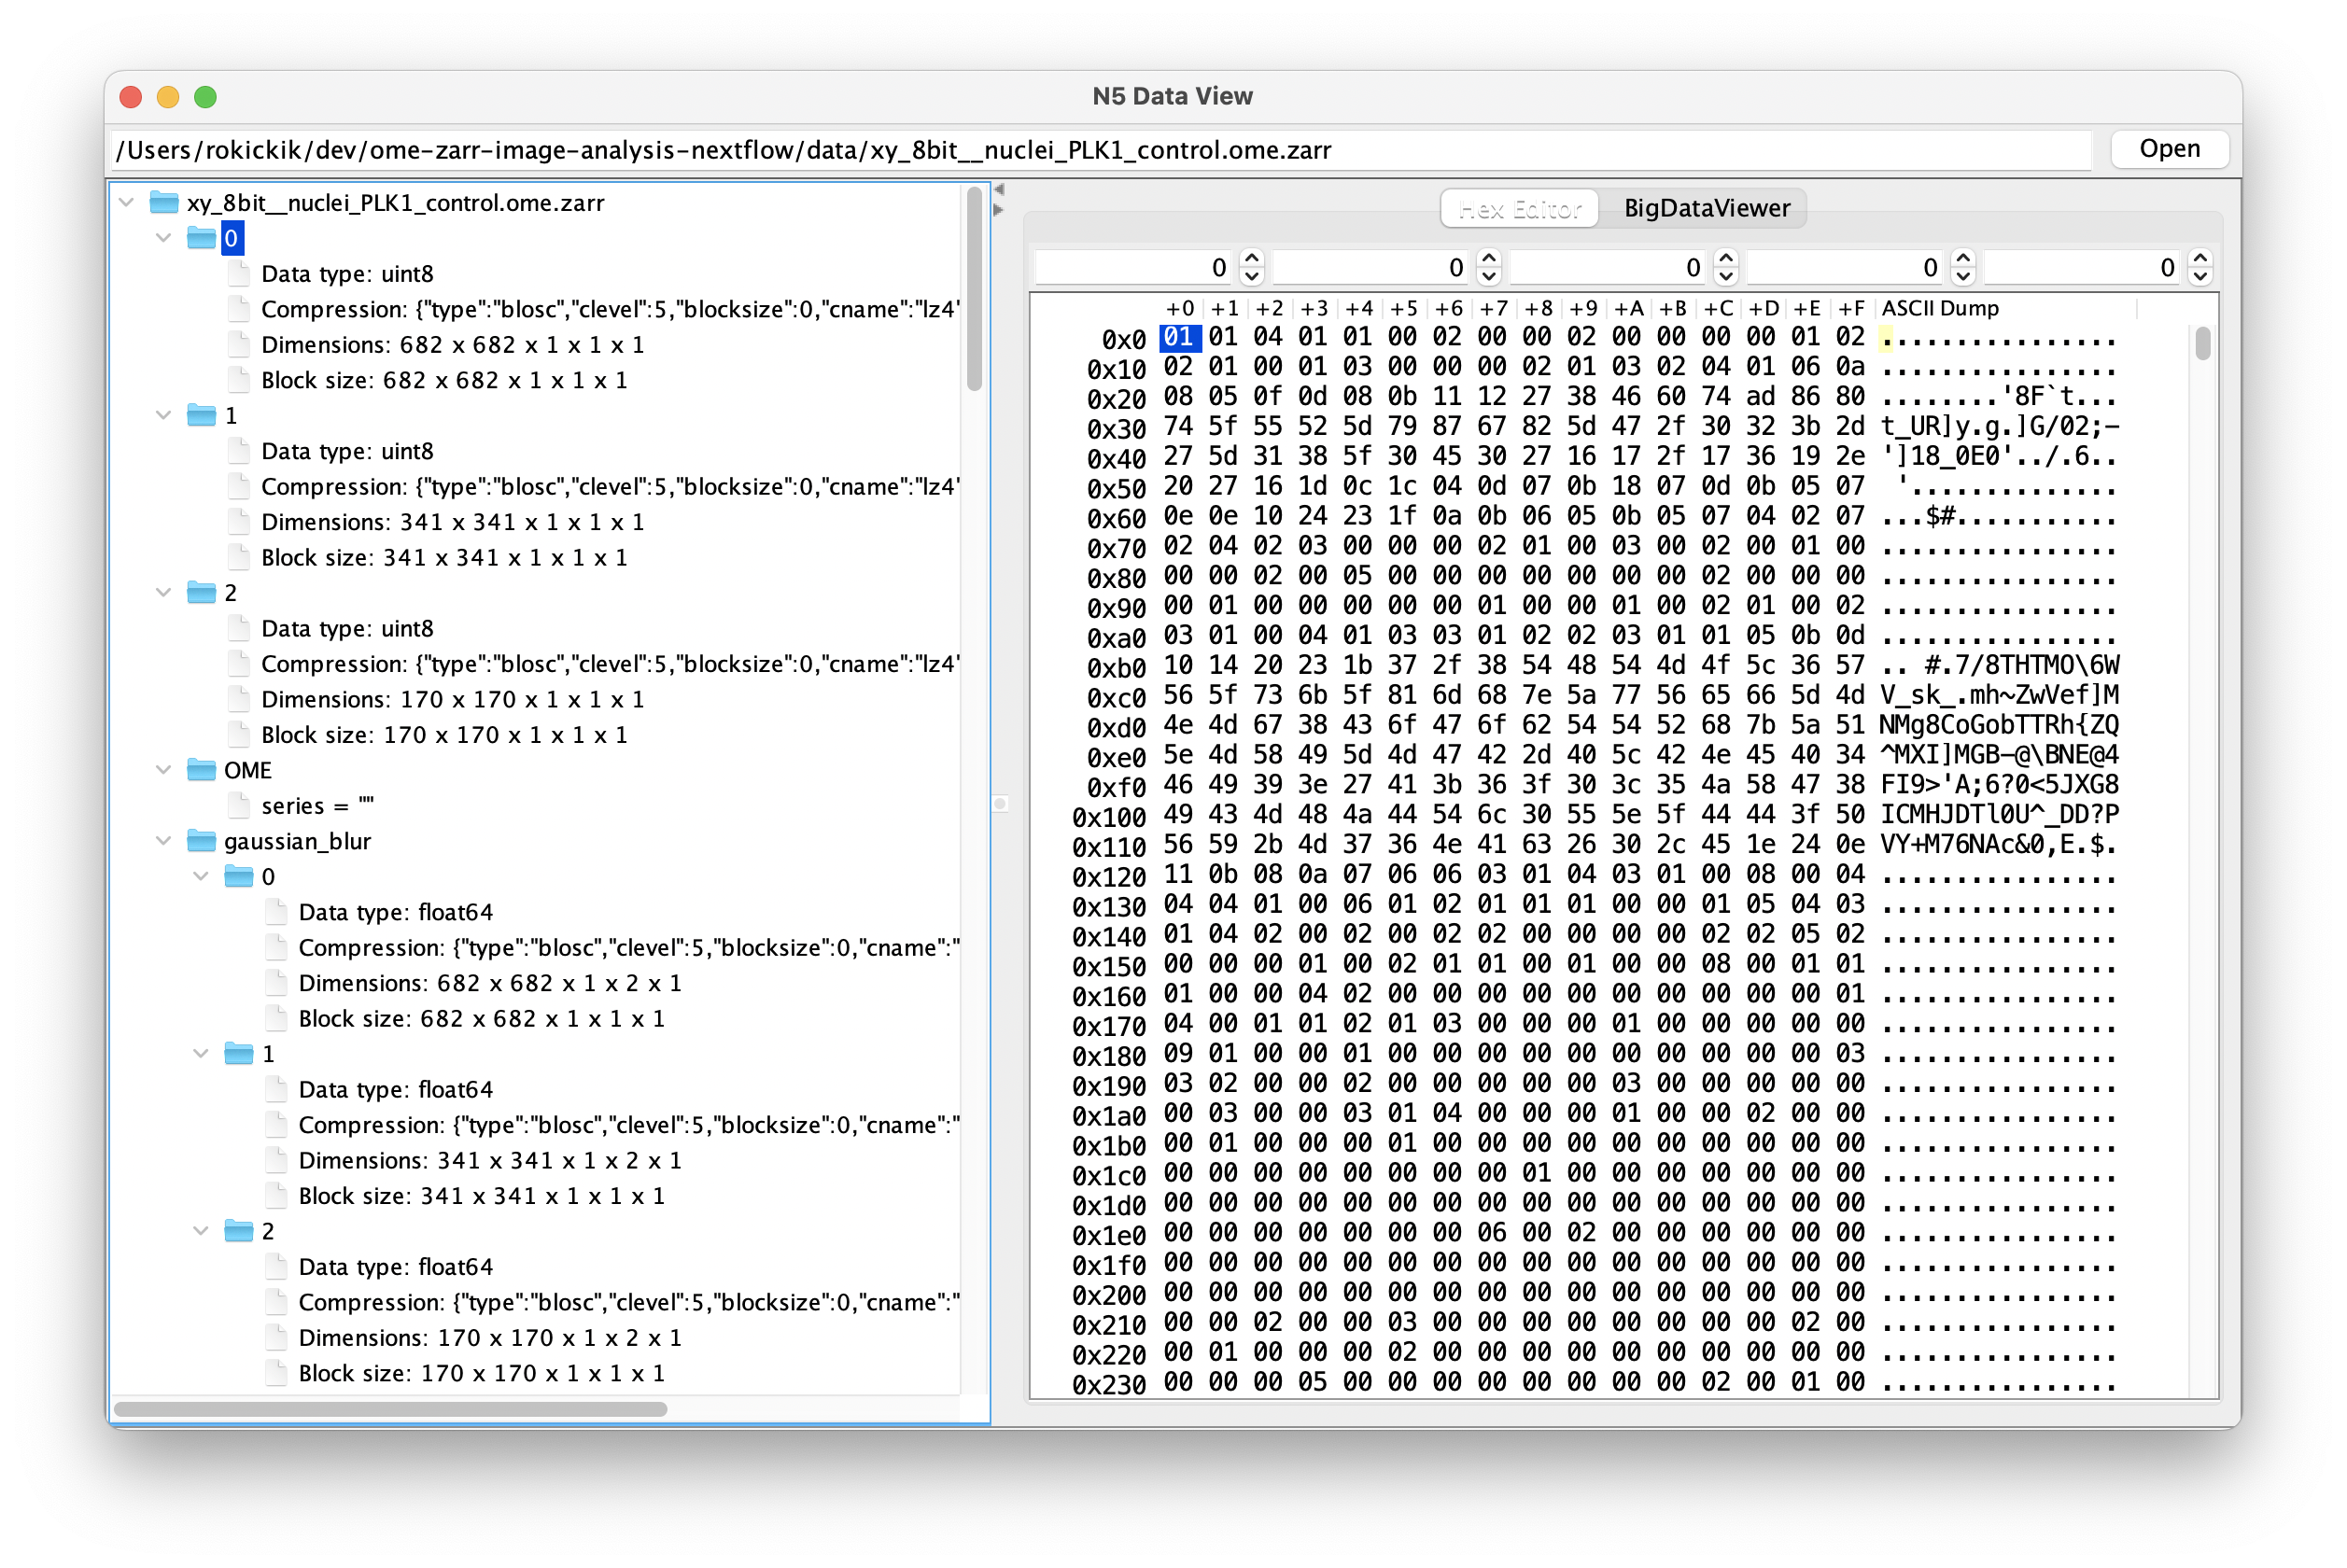 N5 Data View
/Users/rokickik/dev/ome-zarr-image-analysis-nextflow/data/xy_8bit__nuclei_PLK1_control.ome.zarr
Open
xy_8bit__nuclei_PLK1_control.ome.zarr
0
Data type: uint8
Compression: {"type":"blosc","clevel":5,"blocksize":0,"cname":"lz4"
Dimensions: 682 x 682 x 1 x 1 x 1
Block size: 682 x 682 x 1 x 1 x 1
1
Data type: uint8
Compression: {"type":"blosc","clevel":5,"blocksize":0,"cname":"lz4"
Dimensions: 341 x 341 x 1 x 1 x 1
Block size: 341 x 341 x 1 x 1 x 1
2
Data type: uint8
Compression: {"type":"blosc","clevel":5,"blocksize":0,"cname":"lz4"
Dimensions: 170 x 170 x 1 x 1 x 1
Block size: 170 x 170 x 1 x 1 x 1
OME
series = ""
gaussian_blur
0
Data type: float64
Compression: {"type":"blosc","clevel":5,"blocksize":0,"cname":"
Dimensions: 682 x 682 x 1 x 2 x 1
Block size: 682 x 682 x 1 x 1 x 1
1
Data type: float64
Compression: {"type":"blosc","clevel":5,"blocksize":0,"cname":"
Dimensions: 341 x 341 x 1 x 2 x 1
Block size: 341 x 341 x 1 x 1 x 1
2
Data type: float64
Compression: {"type":"blosc","clevel":5,"blocksize":0,"cname":"
Dimensions: 170 x 170 x 1 x 2 x 1
Block size: 170 x 170 x 1 x 1 x 1
Hex Editor BigDataViewer
0 0 0 0 0
+0 +1 +2 +3 +4 +5 +6 +7 +8 +9 +A +B +C +D +E +F ASCII Dump
0x0 01 01 04 01 01 00 02 00 00 02 00 00 00 00 01 02 ................
0x10 02 01 00 01 03 00 00 00 02 01 03 02 04 01 06 0a ................
0x20 08 05 0f 0d 08 0b 11 12 27 38 46 60 74 ad 86 80 ........'8F`t...
0x30 74 5f 55 52 5d 79 87 67 82 5d 47 2f 30 32 3b 2d t_UR]y.g.]G/02;-
0x40 27 5d 31 38 5f 30 45 30 27 16 17 2f 17 36 19 2e ']18_0E0'../.6..
0x50 20 27 16 1d 0c 1c 04 0d 07 0b 18 07 0d 0b 05 07  '..............
0x60 0e 0e 10 24 23 1f 0a 0b 06 05 0b 05 07 04 02 07 ...$#...........
0x70 02 04 02 03 00 00 00 02 01 00 03 00 02 00 01 00 ................
0x80 00 00 02 00 05 00 00 00 00 00 00 00 02 00 00 00 ................
0x90 00 01 00 00 00 00 00 01 00 00 01 00 02 01 00 02 ................
0xa0 03 01 00 04 01 03 03 01 02 02 03 01 01 05 0b 0d ................
0xb0 10 14 20 23 1b 37 2f 38 54 48 54 4d 4f 5c 36 57 .. #.7/8THTMO\6W
0xc0 56 5f 73 6b 5f 81 6d 68 7e 5a 77 56 65 66 5d 4d V_sk_.mh~ZwVef]M
0xd0 4e 4d 67 38 43 6f 47 6f 62 54 54 52 68 7b 5a 51 NMg8CoGobTTRh{ZQ
0xe0 5e 4d 58 49 5d 4d 47 42 2d 40 5c 42 4e 45 40 34 ^MXI]MGB-@\BNE@4
0xf0 46 49 39 3e 27 41 3b 36 3f 30 3c 35 4a 58 47 38 FI9>'A;6?0<5JXG8
0x100 49 43 4d 48 4a 44 54 6c 30 55 5e 5f 44 44 3f 50 ICMHJDTl0U^_DD?P
0x110 56 59 2b 4d 37 36 4e 41 63 26 30 2c 45 1e 24 0e VY+M76NAc&0,E.$.
0x120 11 0b 08 0a 07 06 06 03 01 04 03 01 00 08 00 04 ................
0x130 04 04 01 00 06 01 02 01 01 01 00 00 01 05 04 03 ................
0x140 01 04 02 00 02 00 02 02 00 00 00 00 02 02 05 02 ................
0x150 00 00 00 01 00 02 01 01 00 01 00 00 08 00 01 01 ................
0x160 01 00 00 04 02 00 00 00 00 00 00 00 00 00 00 01 ................
0x170 04 00 01 01 02 01 03 00 00 00 01 00 00 00 00 00 ................
0x180 09 01 00 00 01 00 00 00 00 00 00 00 00 00 00 03 ................
0x190 03 02 00 00 02 00 00 00 00 00 03 00 00 00 00 00 ................
0x1a0 00 03 00 00 03 01 04 00 00 00 01 00 00 02 00 00 ................
0x1b0 00 01 00 00 00 01 00 00 00 00 00 00 00 00 00 00 ................
0x1c0 00 00 00 00 00 00 00 00 01 00 00 00 00 00 00 00 ................
0x1d0 00 00 00 00 00 00 00 00 00 00 00 00 00 00 00 00 ................
0x1e0 00 00 00 00 00 00 00 06 00 02 00 00 00 00 00 00 ................
0x1f0 00 00 00 00 00 00 00 00 00 00 00 00 00 00 00 00 ................
0x200 00 00 00 00 00 00 00 00 00 00 00 00 00 00 00 00 ................
0x210 00 00 02 00 00 03 00 00 00 00 00 00 00 00 02 00 ................
0x220 00 01 00 00 00 02 00 00 00 00 00 00 00 00 00 00 ................
0x230 00 00 00 05 00 00 00 00 00 00 00 00 02 00 01 00 ................